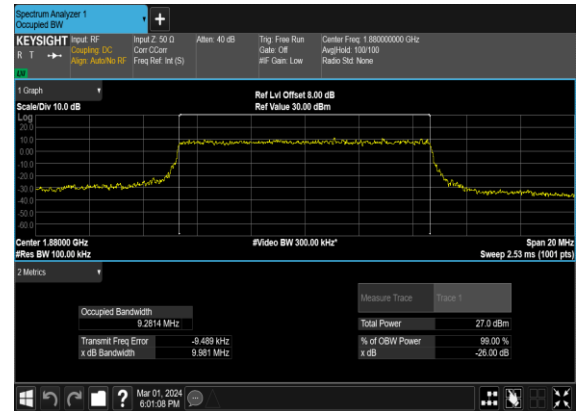 Spectrum Analyzer 1
Occupied BW
+
KEYSIGHT
R T
Input: RF
Coupling: DC
Align: Auto/No RF
Input Z: 50 Ω
Corr CCorr
Freq Ref: Int (S)
Atten: 40 dB
Trig: Free Run
Gate: Off
#IF Gain: Low
Center Freq: 1.880000000 GHz
Avg|Hold: 100/100
Radio Std: None
1 Graph
Scale/Div 10.0 dB
Ref Lvl Offset 8.00 dB
Ref Value 30.00 dBm
Log
20.0
10.0
0.00
-10.0
-20.0
-30.0
-40.0
-50.0
-60.0
Center 1.88000 GHz
#Res BW 100.00 kHz
#Video BW 300.00 kHz*
Span 20 MHz
Sweep 2.53 ms (1001 pts)
2 Metrics
Measure Trace
Trace 1
Occupied Bandwidth
9.2814 MHz
Total Power
27.0 dBm
Transmit Freq Error
-9.489 kHz
% of OBW Power
99.00 %
x dB Bandwidth
9.981 MHz
x dB
-26.00 dB
?
Mar 01, 2024
6:01:08 PM